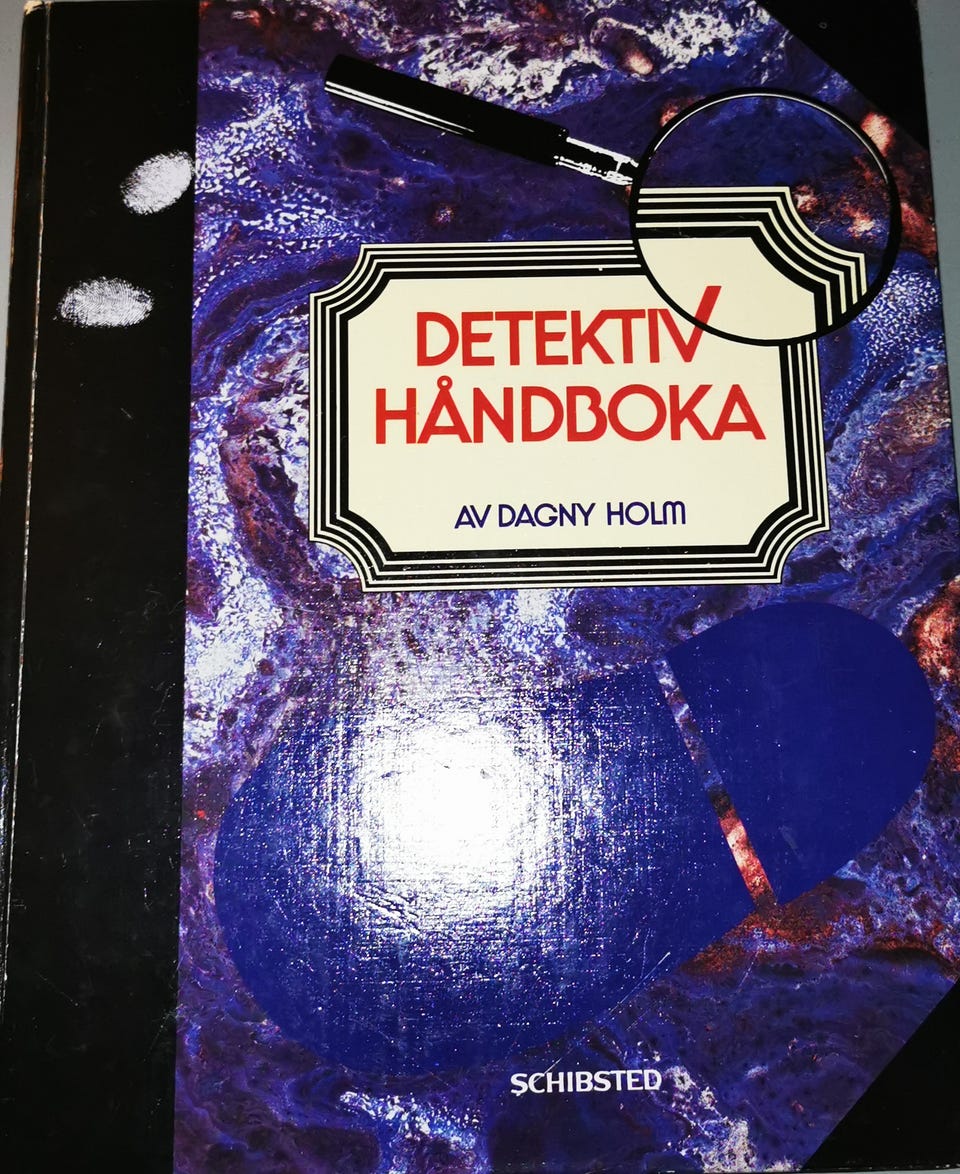 DETEKTIV
HÅNDBOKA
AV DAGNY HOLM
SCHIBSTED